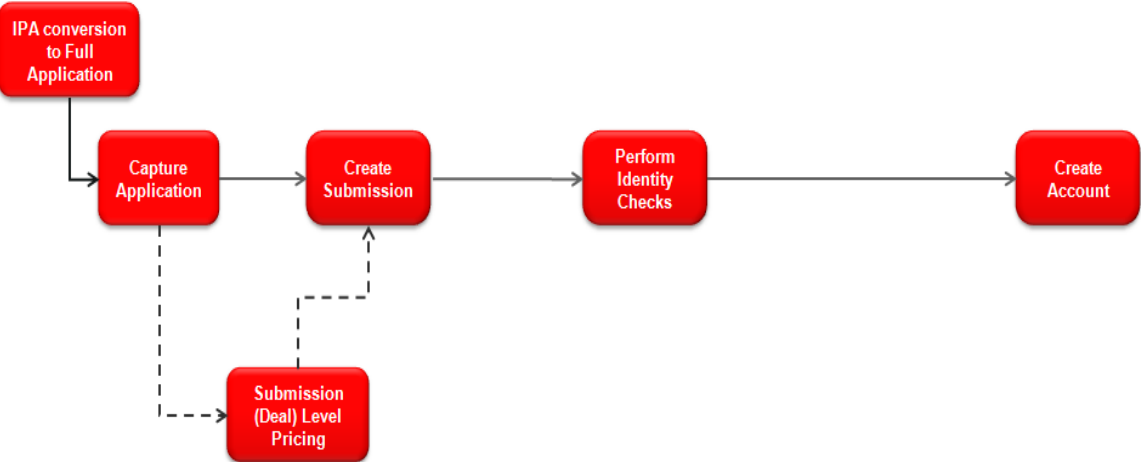 IPA conversion
to Full
Application
Capture
Application
Create
Submission
Perform
Identity
Checks
Create
Account
Submission
(Deal) Level
Pricing